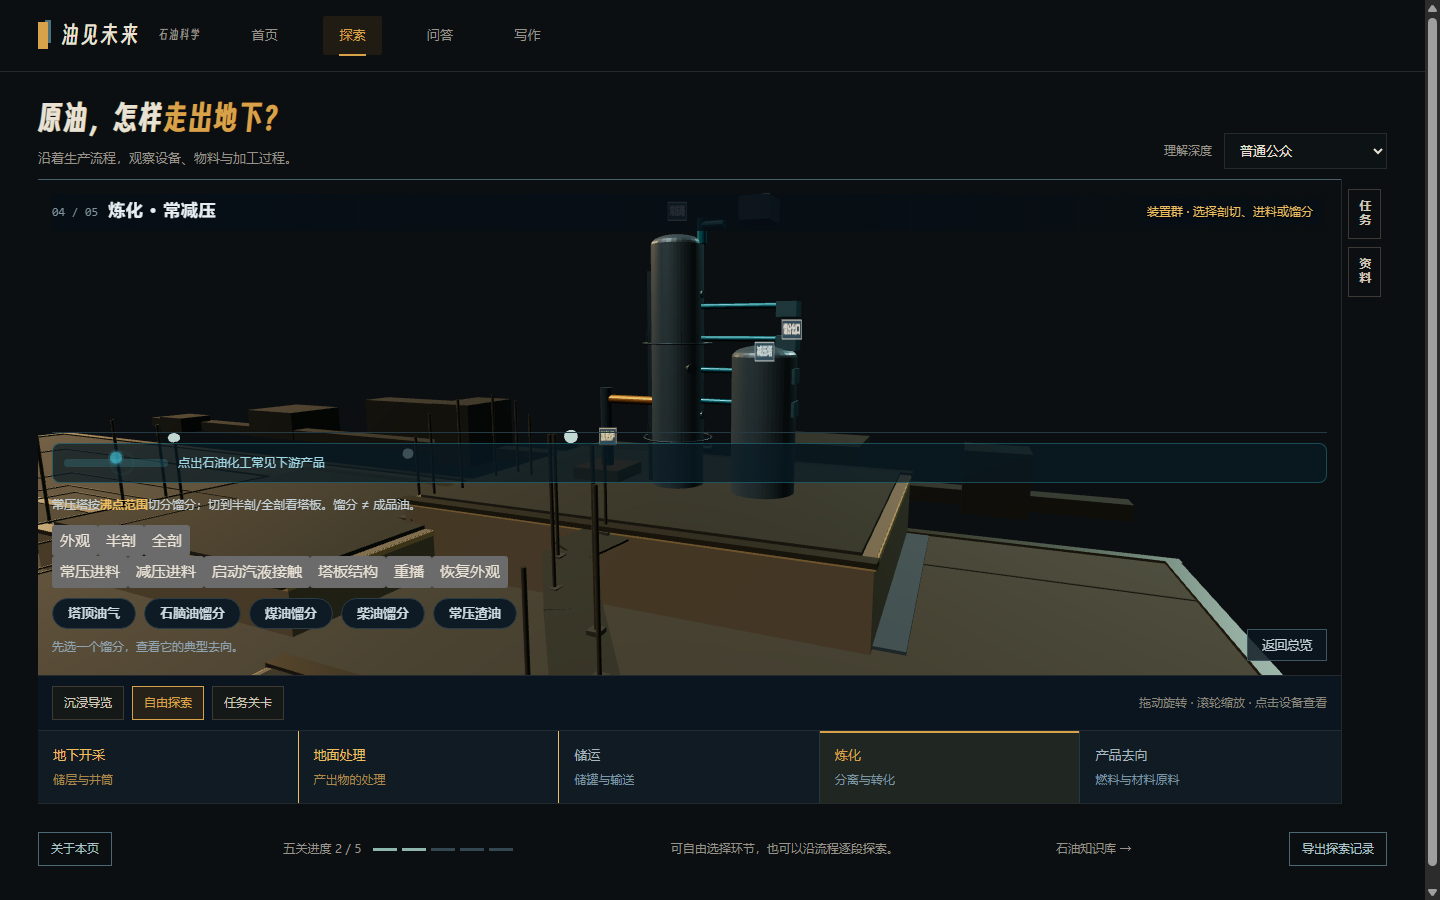 油见未来 石油科学 首页 探索 问答 写作
原油，怎样走出地下？
沿着生产流程，观察设备、物料与加工过程。
理解深度 普通公众
04 / 05 炼化 · 常减压
装置群 · 选择剖切、进料或馏分
任务
资料
馏分出口
减压塔
点出石油化工常见下游产品
常压塔按沸点范围切分馏分；切到半剖/全剖看塔板。馏分 ≠ 成品油。
外观 半剖 全剖
常压进料 减压进料 启动汽液接触 塔板结构 重播 恢复外观
塔顶油气 石脑油馏分 煤油馏分 柴油馏分 常压渣油
先选一个馏分，查看它的典型去向。
返回总览
沉浸导览 自由探索 任务关卡
拖动旋转 · 滚轮缩放 · 点击设备查看
地下开采 地面处理 储运 炼化 产品去向
储层与井筒 产出物的处理 储罐与输送 分离与转化 燃料与材料原料
关于本页 五关进度 2 / 5 可自由选择环节，也可以沿流程逐段探索。 石油知识库 → 导出探索记录